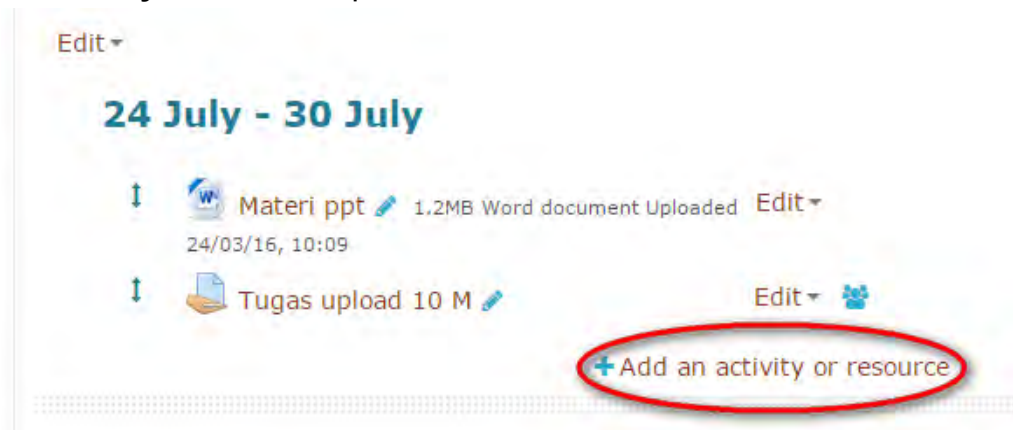 Edit
24 July - 30 July
Materi ppt 1.2MB Word document Uploaded Edit
24/03/16, 10:09
Tugas upload 10 M Edit
+Add an activity or resource